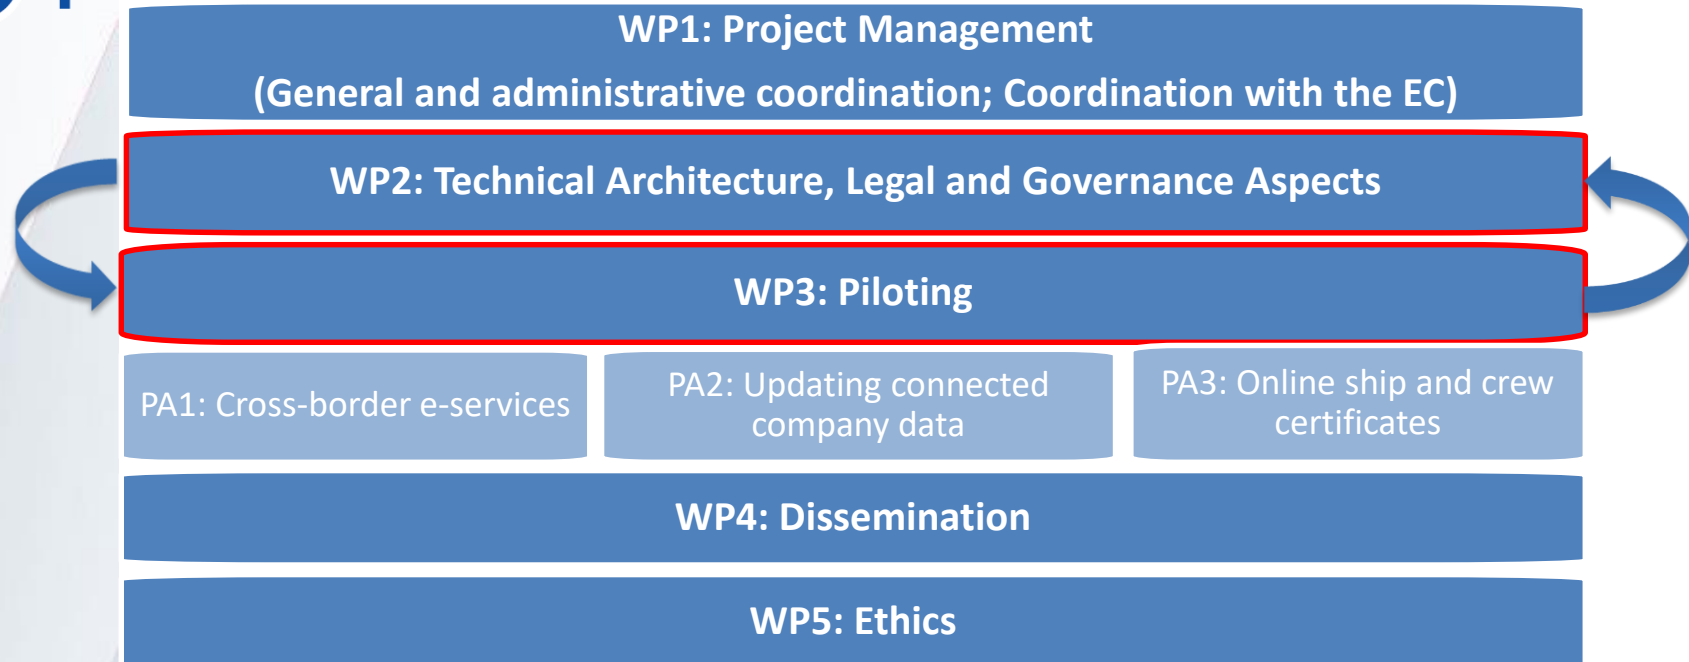 WP1: Project Management
(General and administrative coordination; Coordination with the EC)
WP2: Technical Architecture, Legal and Governance Aspects
WP3: Piloting
PA1: Cross-border e-services
PA2: Updating connected
company data
PA3: Online ship and crew
certificates
WP4: Dissemination
WP5: Ethics